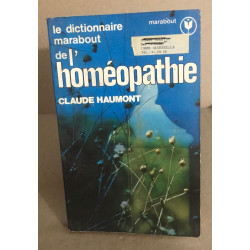 marabout
le dictionnaire
marabout
de l'
homéopathie
CLAUDE HAUMONT